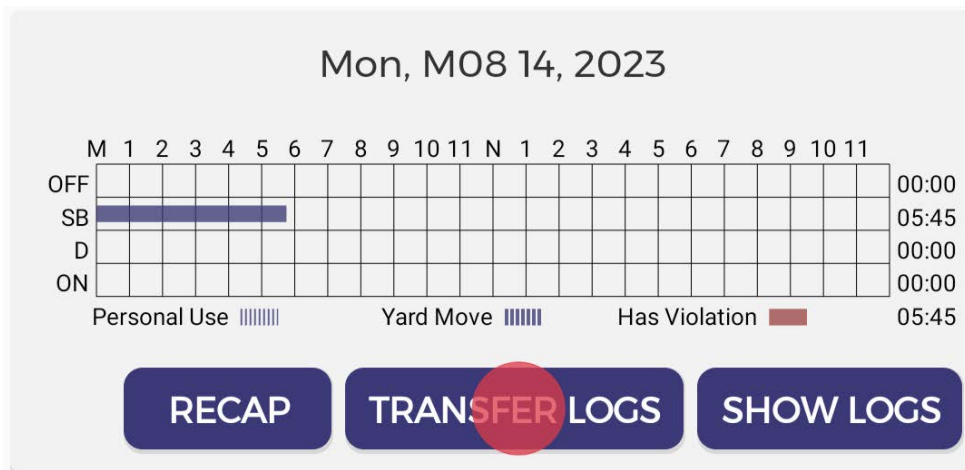 Mon, M08 14, 2023
M 1 2 3 4 5 6 7 8 9 10 11 N 1 2 3 4 5 6 7 8 9 10 11
OFF 00:00
SB 05:45
D 00:00
ON 00:00
Personal Use Yard Move Has Violation 05:45
RECAP TRANSFER LOGS SHOW LOGS